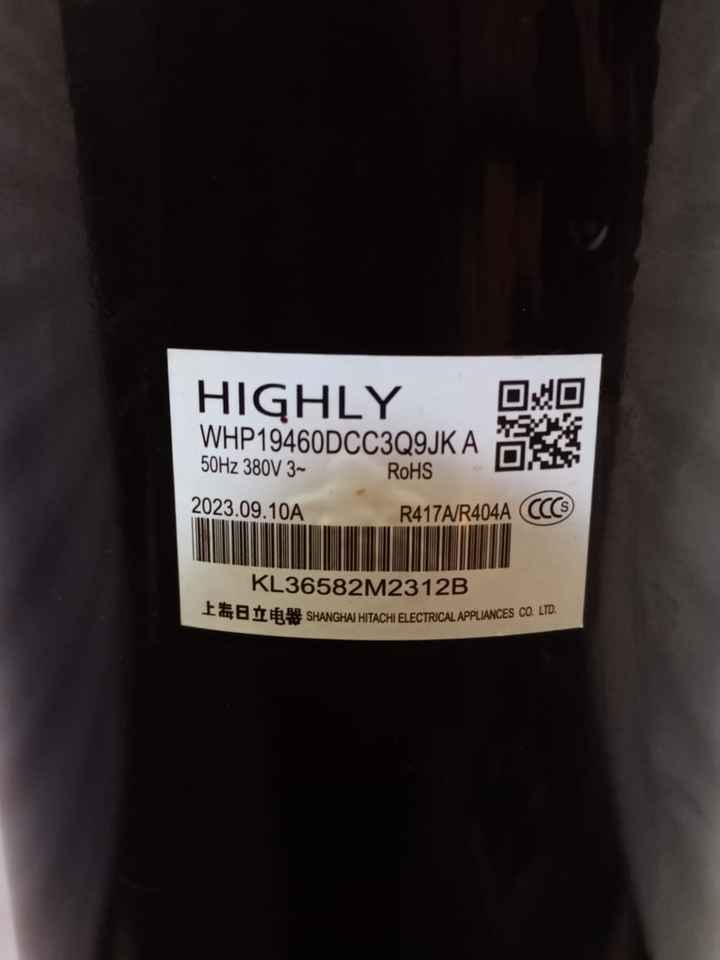 HIGHLY
WHP19460DCC3Q9JK A
50Hz 380V 3~ RoHS
2023.09.10A R417A/R404A CCC S
KL36582M2312B
上海日立电器 SHANGHAI HITACHI ELECTRICAL APPLIANCES CO. LTD.